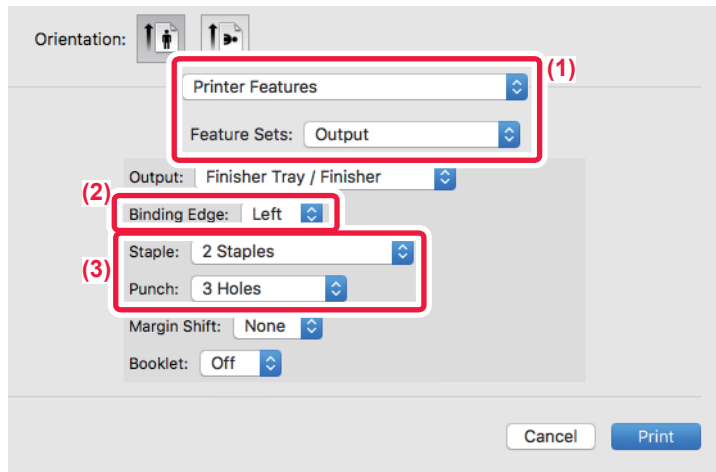 Orientation:
(1)
Printer Features
Feature Sets: Output
Output: Finisher Tray / Finisher
(2)
Binding Edge: Left
(3)
Staple: 2 Staples
Punch: 3 Holes
Margin Shift: None
Booklet: Off
Cancel Print